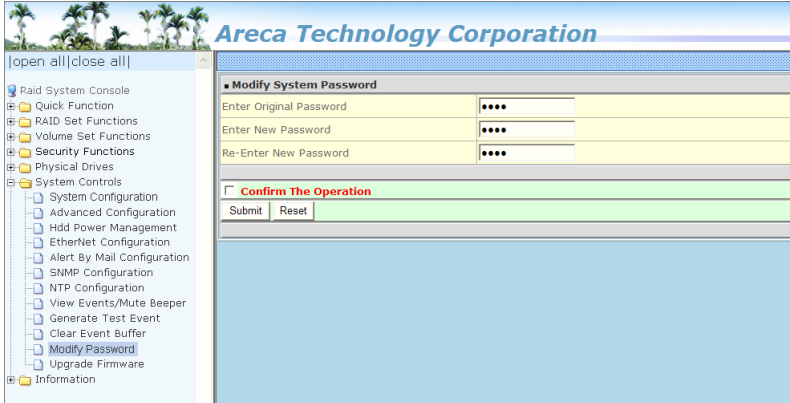 Areca Technology Corporation
|open all|close all|
Raid System Console
Quick Function
RAID Set Functions
Volume Set Functions
Security Functions
Physical Drives
System Controls
System Configuration
Advanced Configuration
Hdd Power Management
EtherNet Configuration
Alert By Mail Configuration
SNMP Configuration
NTP Configuration
View Events/Mute Beeper
Generate Test Event
Clear Event Buffer
Modify Password
Upgrade Firmware
Information
Modify System Password
Enter Original Password ••••
Enter New Password ••••
Re-Enter New Password ••••
Confirm The Operation
Submit Reset